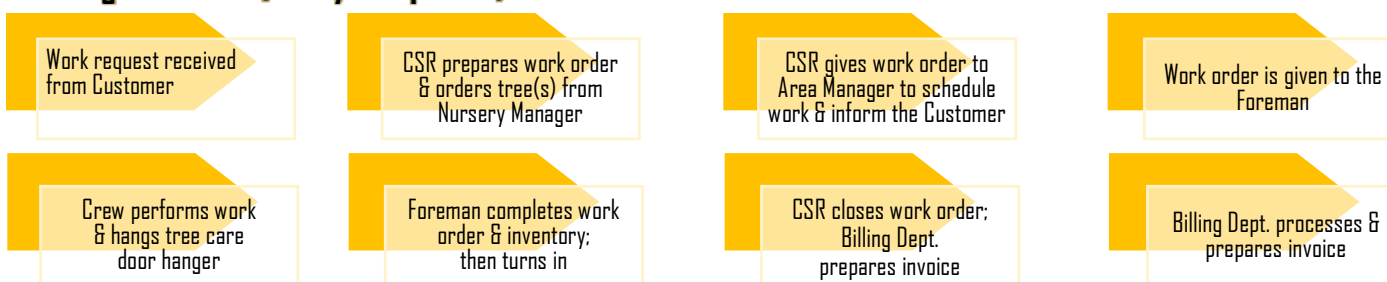 Work request received
from Customer
CSR prepares work order
& orders tree(s) from
Nursery Manager
CSR gives work order to
Area Manager to schedule
work & inform the Customer
Work order is given to the
Foreman
Crew performs work
& hangs tree care
door hanger
Foreman completes work
order & inventory;
then turns in
CSR closes work order;
Billing Dept.
prepares invoice
Billing Dept. processes &
prepares invoice